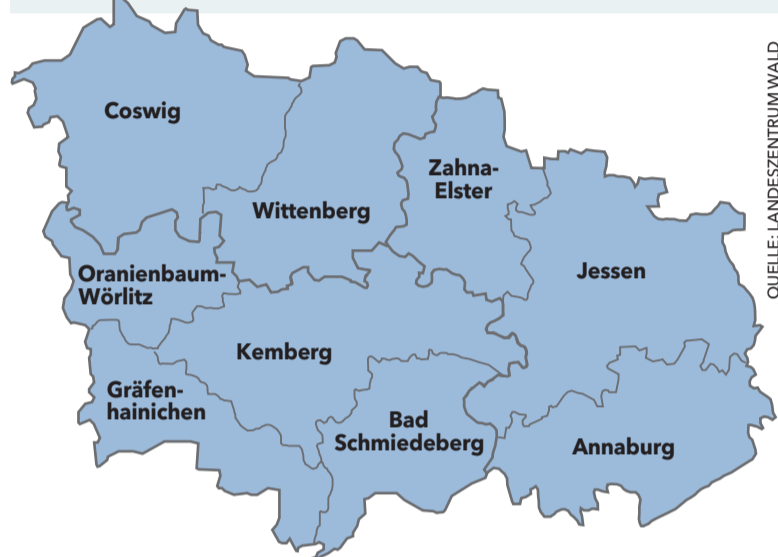 Coswig
Zahna-
Elster
Wittenberg
Jessen
Oranienbaum-
Wörlitz
Kemberg
Gräfen-
hainichen
Bad
Schmiedeberg
Annaburg
QUELLE: LANDESZENTRUM WALD